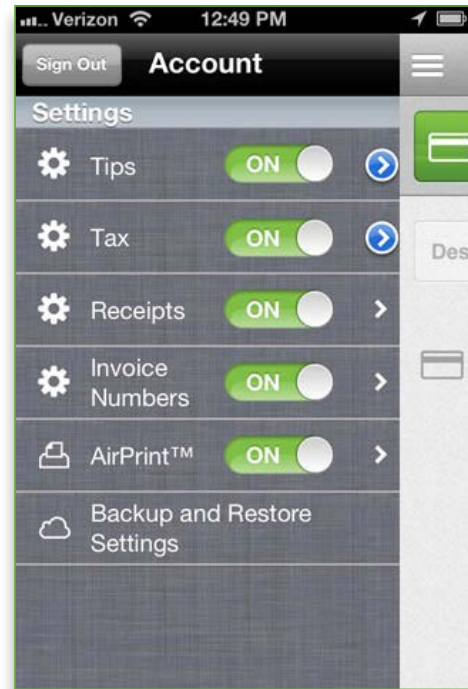 Verizon 12:49 PM
Sign Out Account
Settings
Tips ON
Tax ON
Des
Receipts ON
Invoice
Numbers ON
AirPrint™ ON
Backup and Restore
Settings